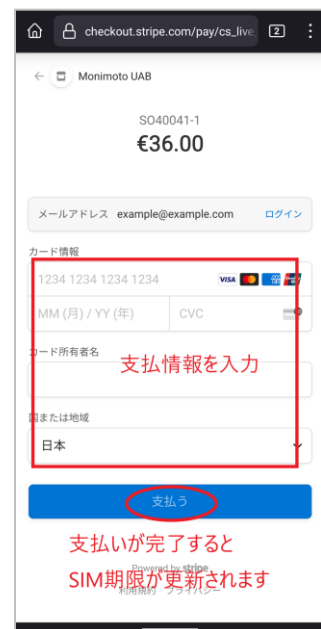 checkout.stripe.com/pay/cs_live
2
Monimoto UAB
SO40041-1
€36.00
メールアドレス example@example.com ログイン
カード情報
1234 1234 1234 1234 VISA
MM (月) / YY (年) CVC
カード所有者名
支払情報を入力
国または地域
日本
支払う
支払いが完了すると
Powered by stripe
SIM期限が更新されます
利用規約 プライバシー